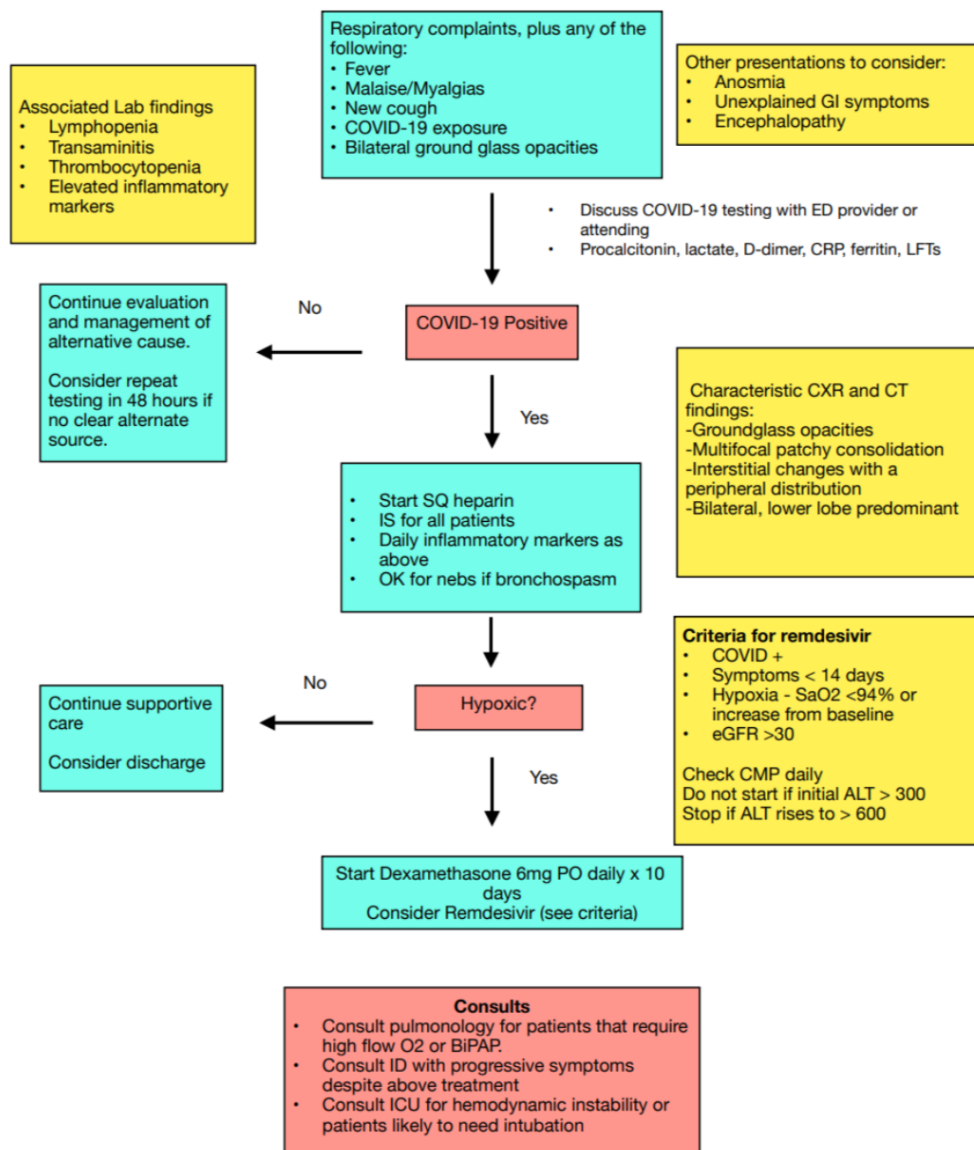 Respiratory complaints, plus any of the
following:
• Fever
• Malaise/Myalgias
• New cough
• COVID-19 exposure
• Bilateral ground glass opacities
Other presentations to consider:
• Anosmia
• Unexplained GI symptoms
• Encephalopathy
Associated Lab findings
• Lymphopenia
• Transaminitis
• Thrombocytopenia
• Elevated inflammatory
markers
• Discuss COVID-19 testing with ED provider or
attending
• Procalcitonin, lactate, D-dimer, CRP, ferritin, LFTs
COVID-19 Positive
No
Continue evaluation
and management of
alternative cause.
Consider repeat
testing in 48 hours if
no clear alternate
source.
Yes
Characteristic CXR and CT
findings:
-Groundglass opacities
-Multifocal patchy consolidation
-Interstitial changes with a
peripheral distribution
-Bilateral, lower lobe predominant
• Start SQ heparin
• IS for all patients
• Daily inflammatory markers as
above
• OK for nebs if bronchospasm
Criteria for remdesivir
• COVID +
• Symptoms < 14 days
• Hypoxia - SaO2 <94% or
increase from baseline
• eGFR >30
Check CMP daily
Do not start if initial ALT > 300
Stop if ALT rises to > 600
Hypoxic?
No
Continue supportive
care
Consider discharge
Yes
Start Dexamethasone 6mg PO daily x 10
days
Consider Remdesivir (see criteria)
Consults
• Consult pulmonology for patients that require
high flow O2 or BiPAP.
• Consult ID with progressive symptoms
despite above treatment
• Consult ICU for hemodynamic instability or
patients likely to need intubation